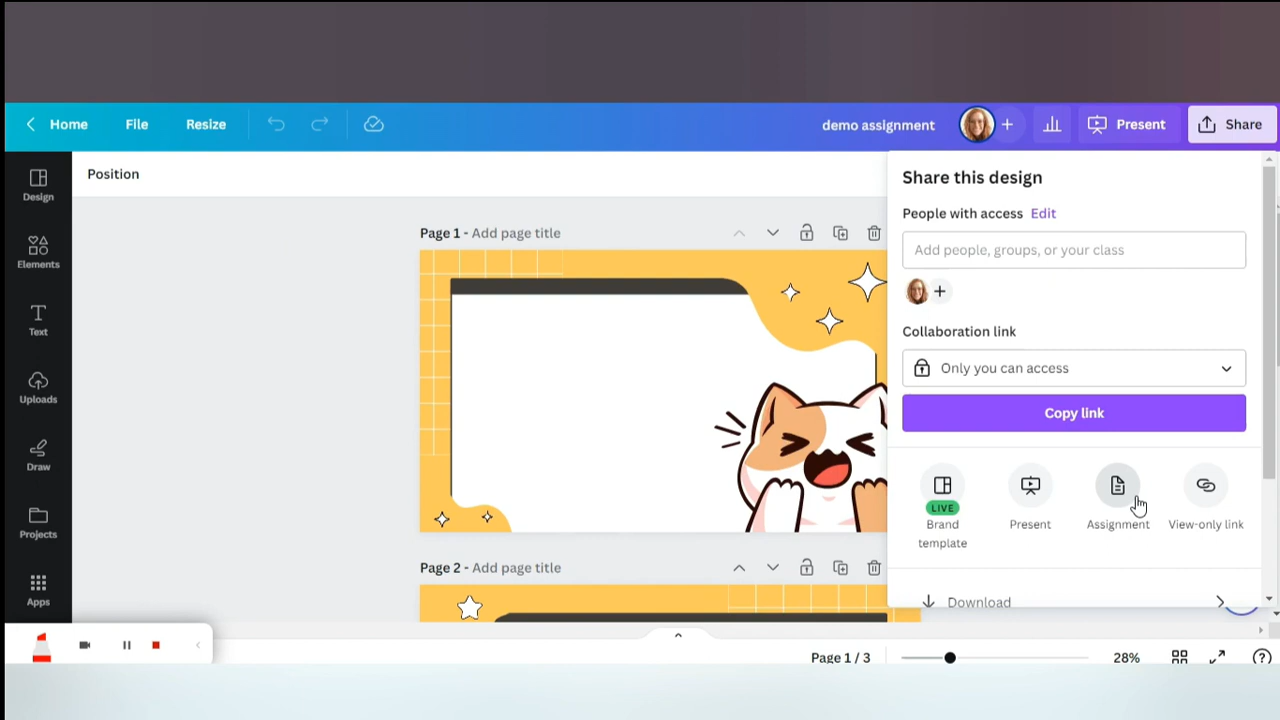 Home File Resize demo assignment + Present Share
Position
Design
Elements
Text
Uploads
Draw
Projects
Apps
Page 1 - Add page title
Page 2 - Add page title
Share this design
People with access Edit
Add people, groups, or your class
+
Collaboration link
Only you can access
Copy link
LIVE
Brand template
Present
Assignment
View-only link
Download
Page 1 / 3 28% ?